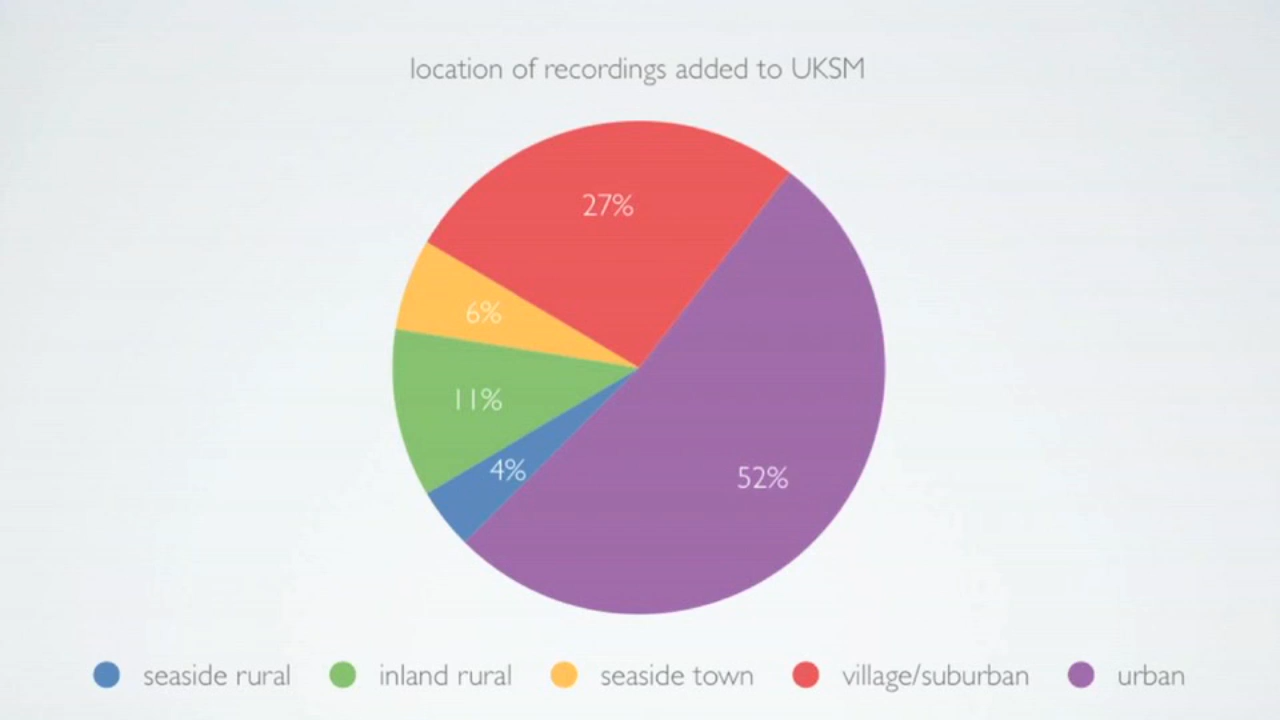 location of recordings added to UKSM
27%
6%
11%
4%
52%
seaside rural inland rural seaside town village/suburban urban